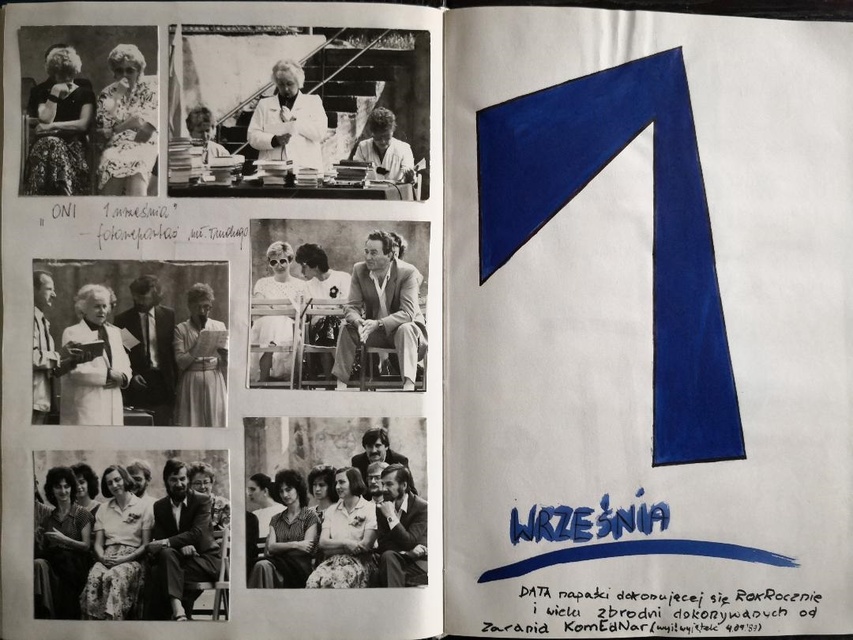 "ONI 1 września"
- fotoreportaż
1
WRZEŚNIA
DATA napaści dokonującej się RokRocznie
i wielu zbrodni dokonywanych od
Zarania KomEdNar